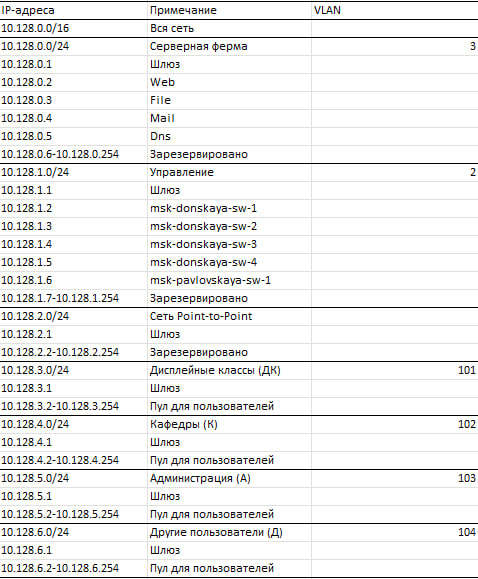 IP-адреса Примечание VLAN
10.128.0.0/16 Вся сеть
10.128.0.0/24 Серверная ферма 3
10.128.0.1 Шлюз
10.128.0.2 Web
10.128.0.3 File
10.128.0.4 Mail
10.128.0.5 Dns
10.128.0.6-10.128.0.254 Зарезервировано
10.128.1.0/24 Управление 2
10.128.1.1 Шлюз
10.128.1.2 msk-donskaya-sw-1
10.128.1.3 msk-donskaya-sw-2
10.128.1.4 msk-donskaya-sw-3
10.128.1.5 msk-donskaya-sw-4
10.128.1.6 msk-pavlovskaya-sw-1
10.128.1.7-10.128.1.254 Зарезервировано
10.128.2.0/24 Сеть Point-to-Point
10.128.2.1 Шлюз
10.128.2.2-10.128.2.254 Зарезервировано
10.128.3.0/24 Дисплейные классы (ДК) 101
10.128.3.1 Шлюз
10.128.3.2-10.128.3.254 Пул для пользователей
10.128.4.0/24 Кафедры (К) 102
10.128.4.1 Шлюз
10.128.4.2-10.128.4.254 Пул для пользователей
10.128.5.0/24 Администрация (А) 103
10.128.5.1 Шлюз
10.128.5.2-10.128.5.254 Пул для пользователей
10.128.6.0/24 Другие пользователи (Д) 104
10.128.6.1 Шлюз
10.128.6.2-10.128.6.254 Пул для пользователей